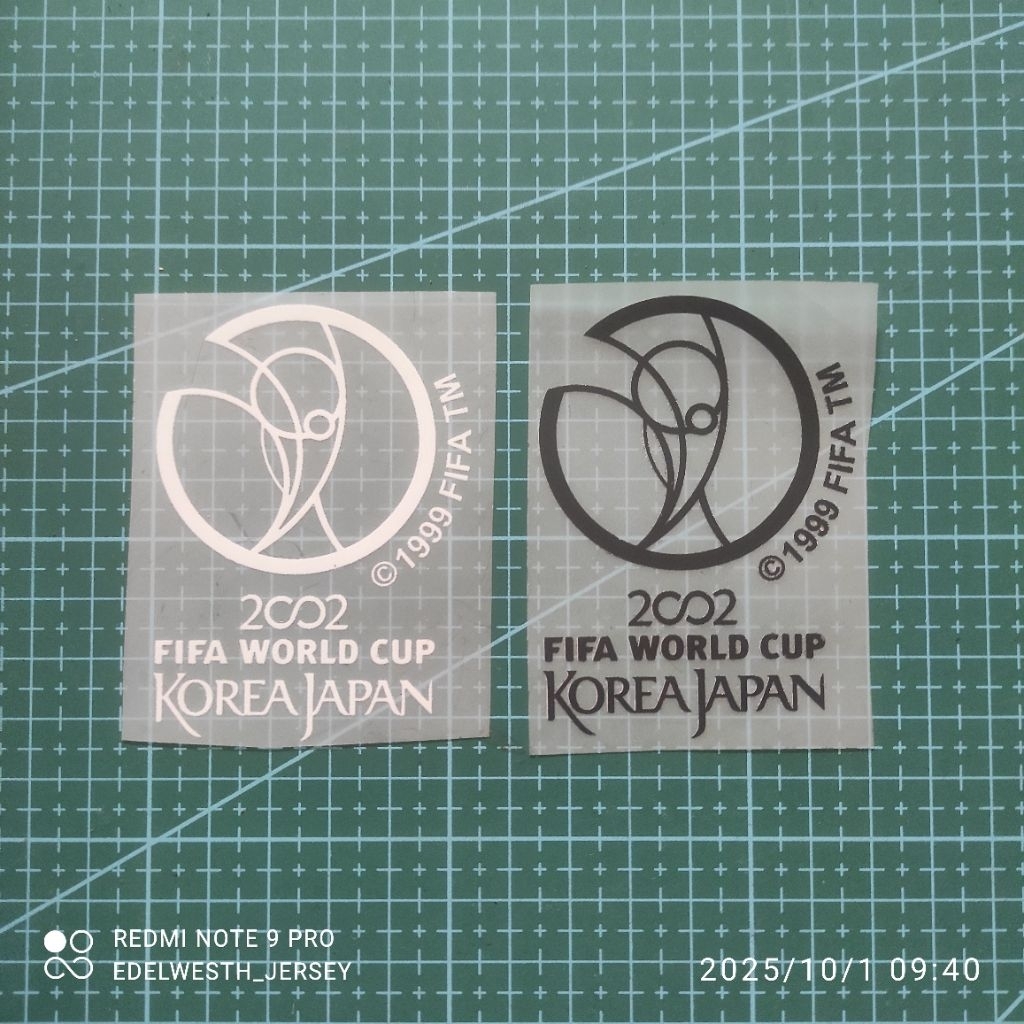 ©1999 FIFA TM
2002
FIFA WORLD CUP
KOREA JAPAN
©1999 FIFA TM
2002
FIFA WORLD CUP
KOREA JAPAN
REDMI NOTE 9 PRO
EDELWESTH_JERSEY
2025/10/1 09:40